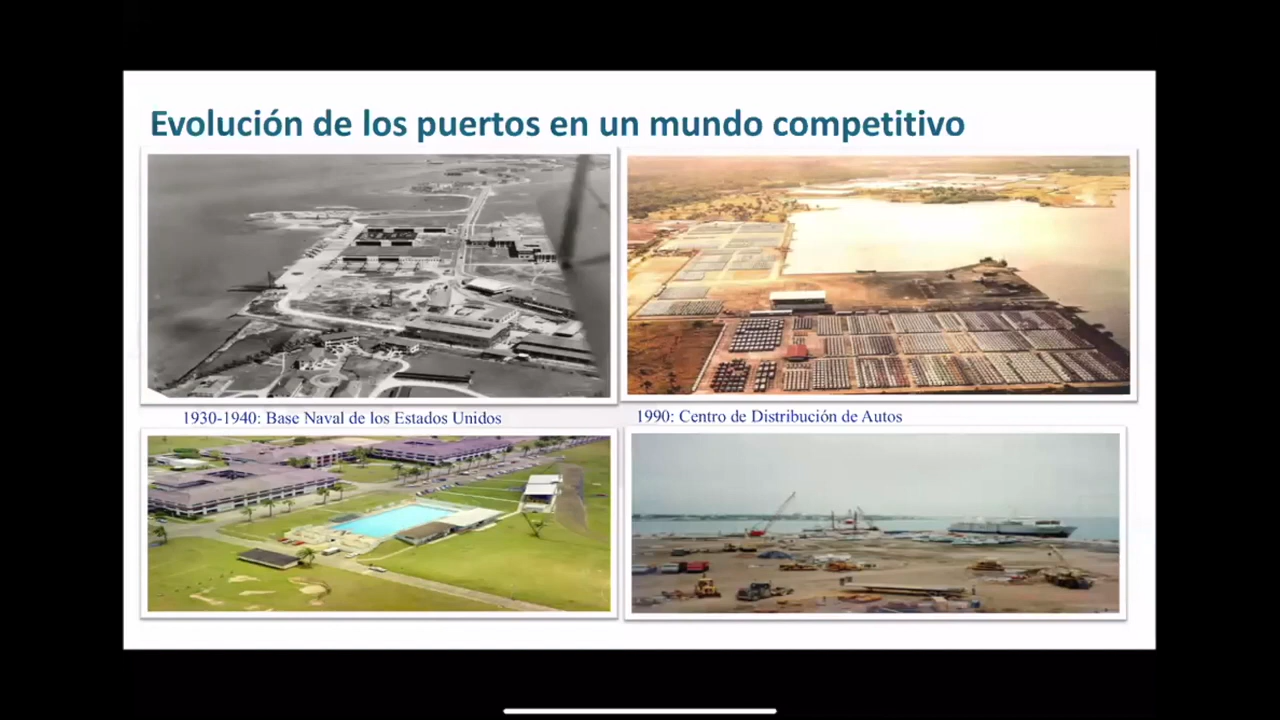 Evolución de los puertos en un mundo competitivo
1930-1940: Base Naval de los Estados Unidos
1990: Centro de Distribución de Autos